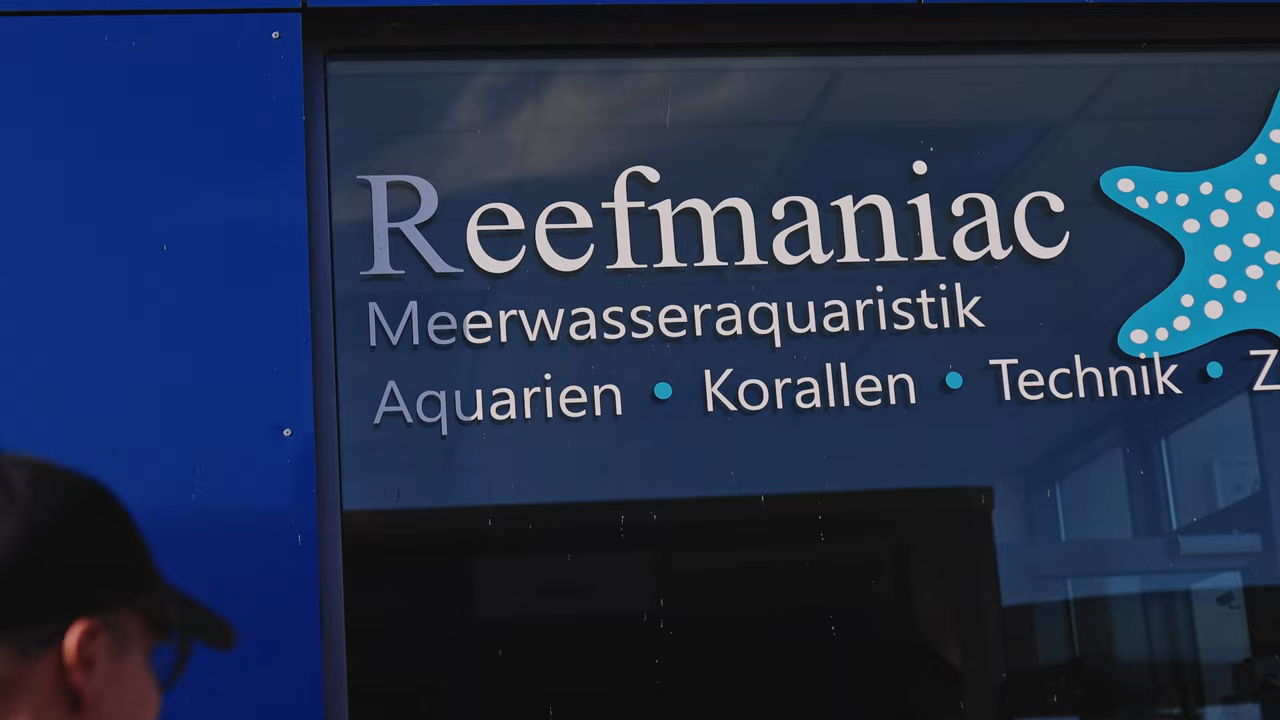 Reefmaniac
Meerwasseraquaristik
Aquarien • Korallen • Technik •